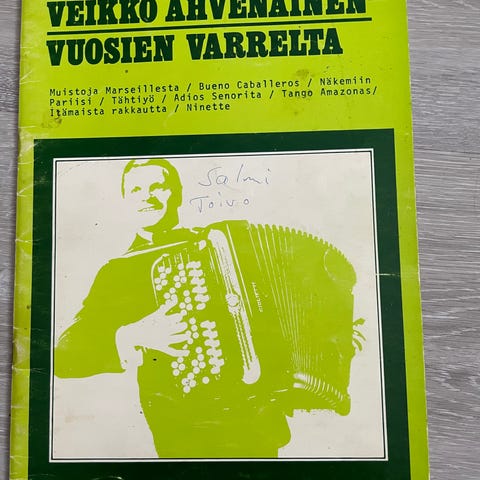 VEIKKO AHVENAINEN
VUOSIEN VARRELTA
Muistoja Marseillesta / Bueno Caballeros / Näkemiin
Pariisi / Tähtiyö / Adios Senorita / Tango Amazonas/
Itämaista rakkautta / Ninette
Salmi
Toivo